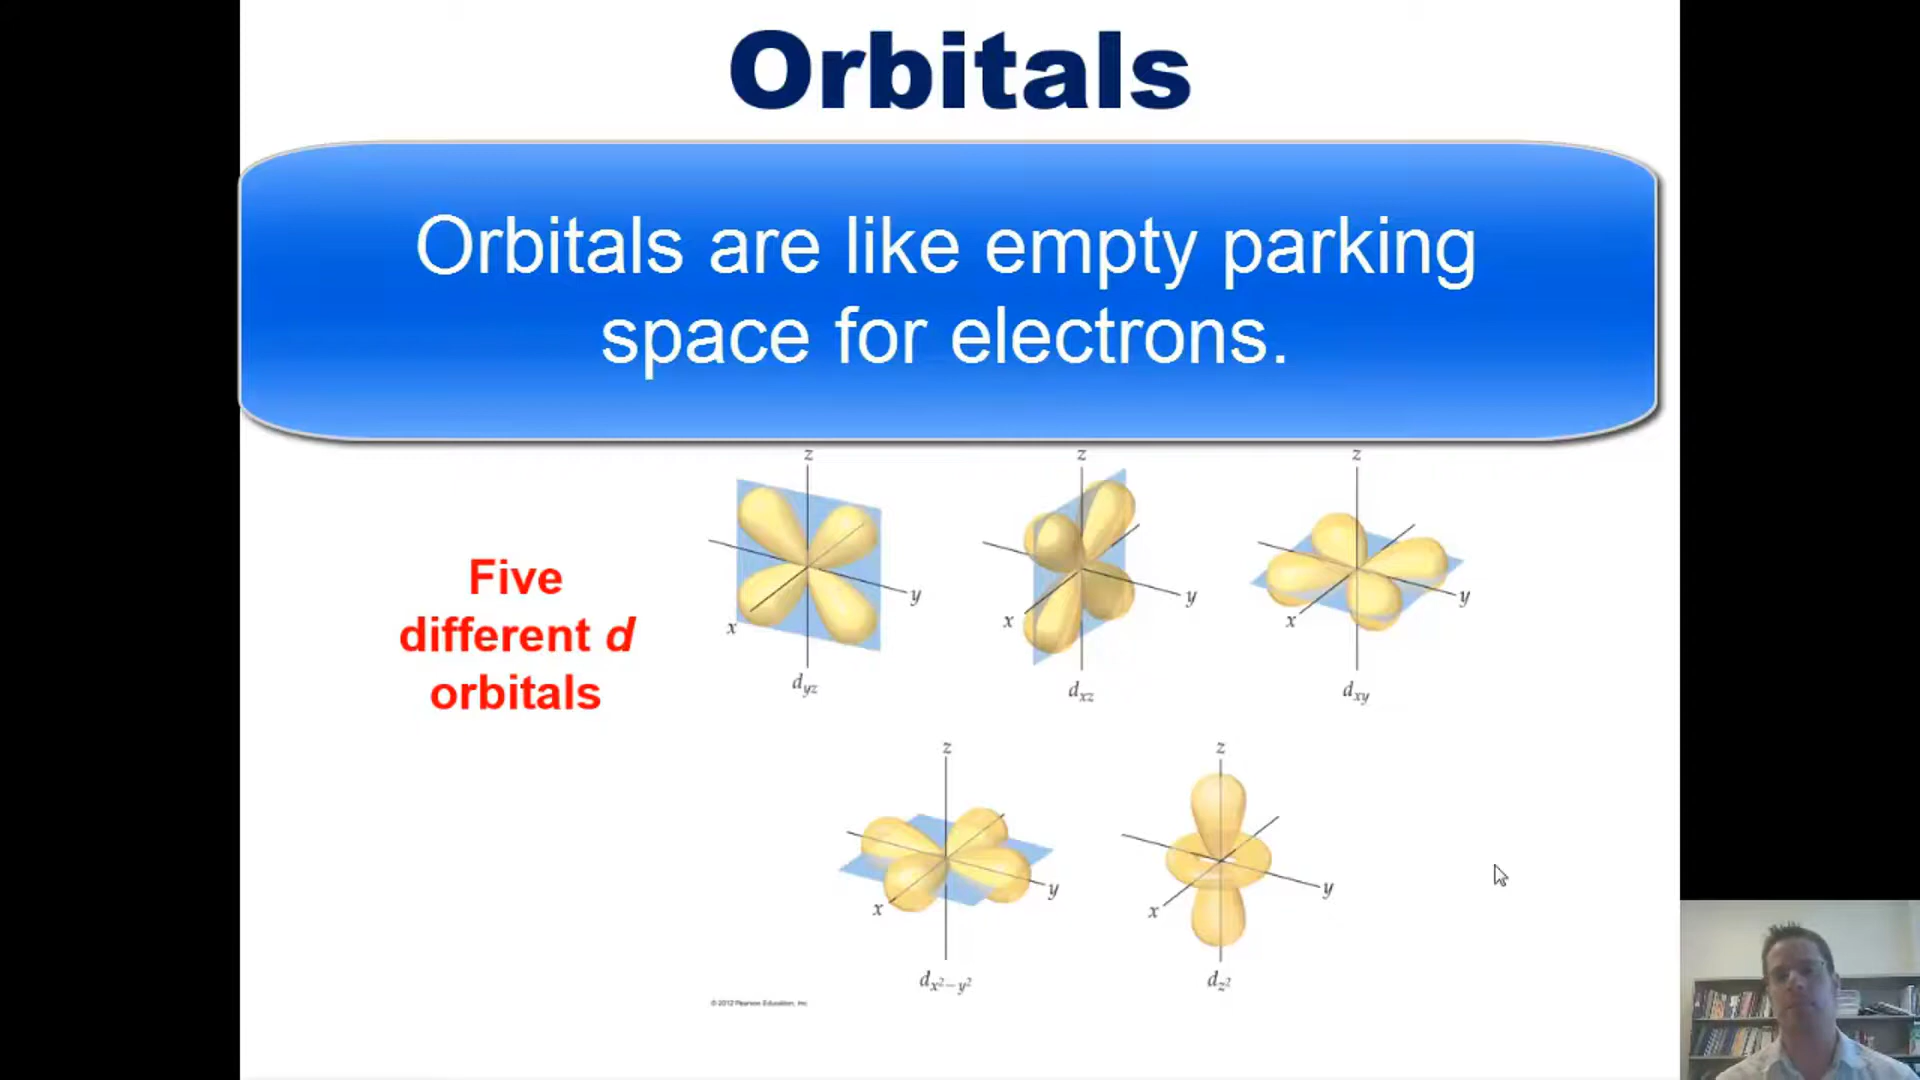 Orbitals
Orbitals are like empty parking
space for electrons.
Five
different d
orbitals
z
y
x
d_yz
z
y
x
d_xz
z
y
x
d_xy
z
y
x
d_x²−y²
z
y
x
d_z²
© 2012 Pearson Education, Inc.